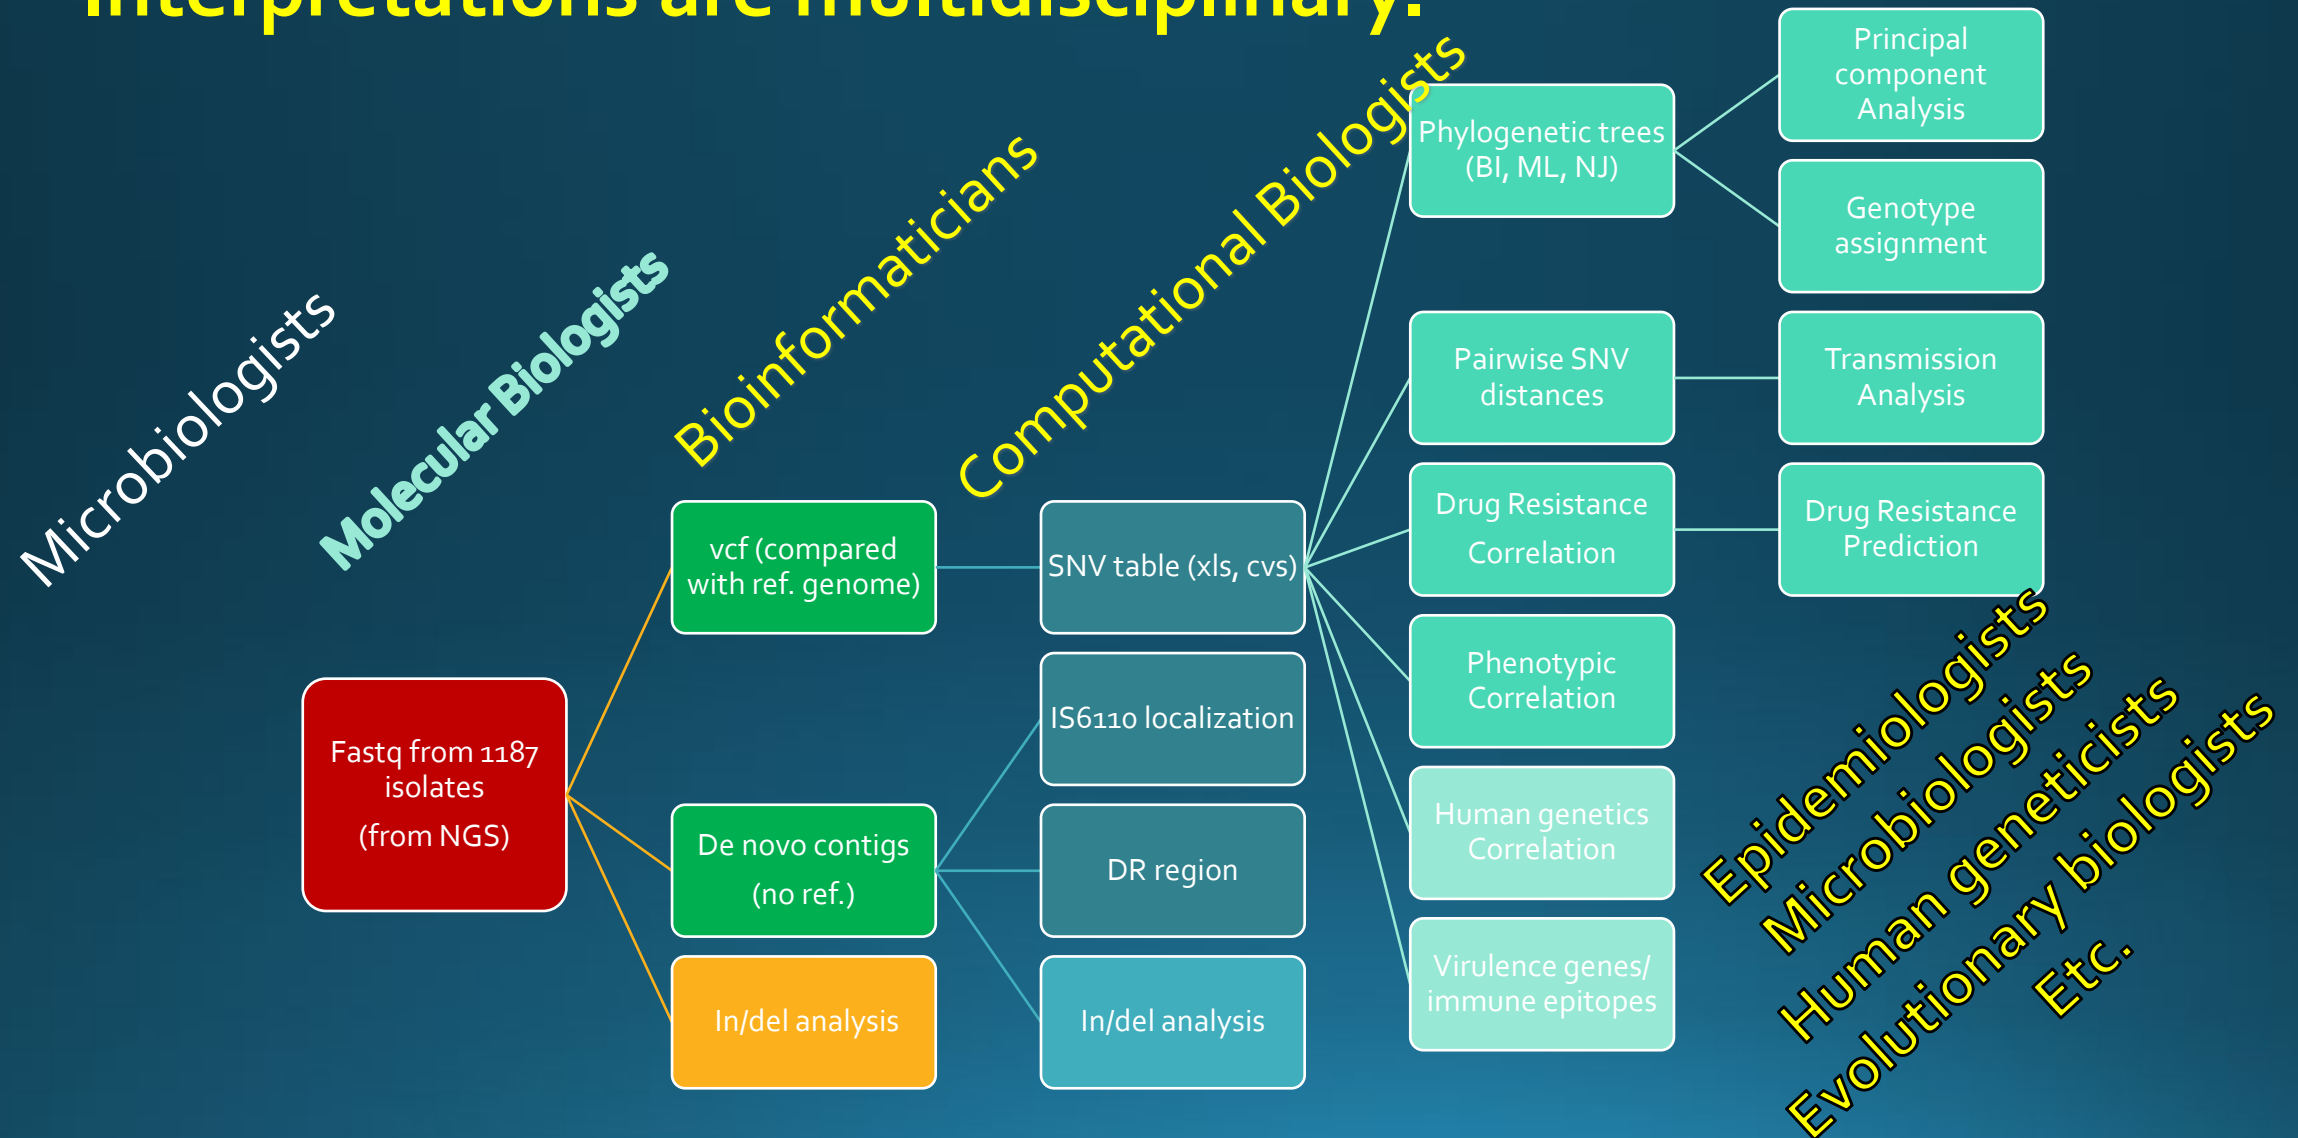 interpretations are multidisciplinary.
Microbiologists
Molecular Biologists
Bioinformaticians
Computational Biologists
Fastq from 1187
isolates
(from NGS)
vcf (compared
with ref. genome)
De novo contigs
(no ref.)
In/del analysis
SNV table (xls, cvs)
IS6110 localization
DR region
In/del analysis
Phylogenetic trees
(BI, ML, NJ)
Pairwise SNV
distances
Drug Resistance
Correlation
Phenotypic
Correlation
Human genetics
Correlation
Virulence genes/
immune epitopes
Principal
component
Analysis
Genotype
assignment
Transmission
Analysis
Drug Resistance
Prediction
Epidemiologists
Microbiologists
Human geneticists
Evolutionary biologists
Etc.